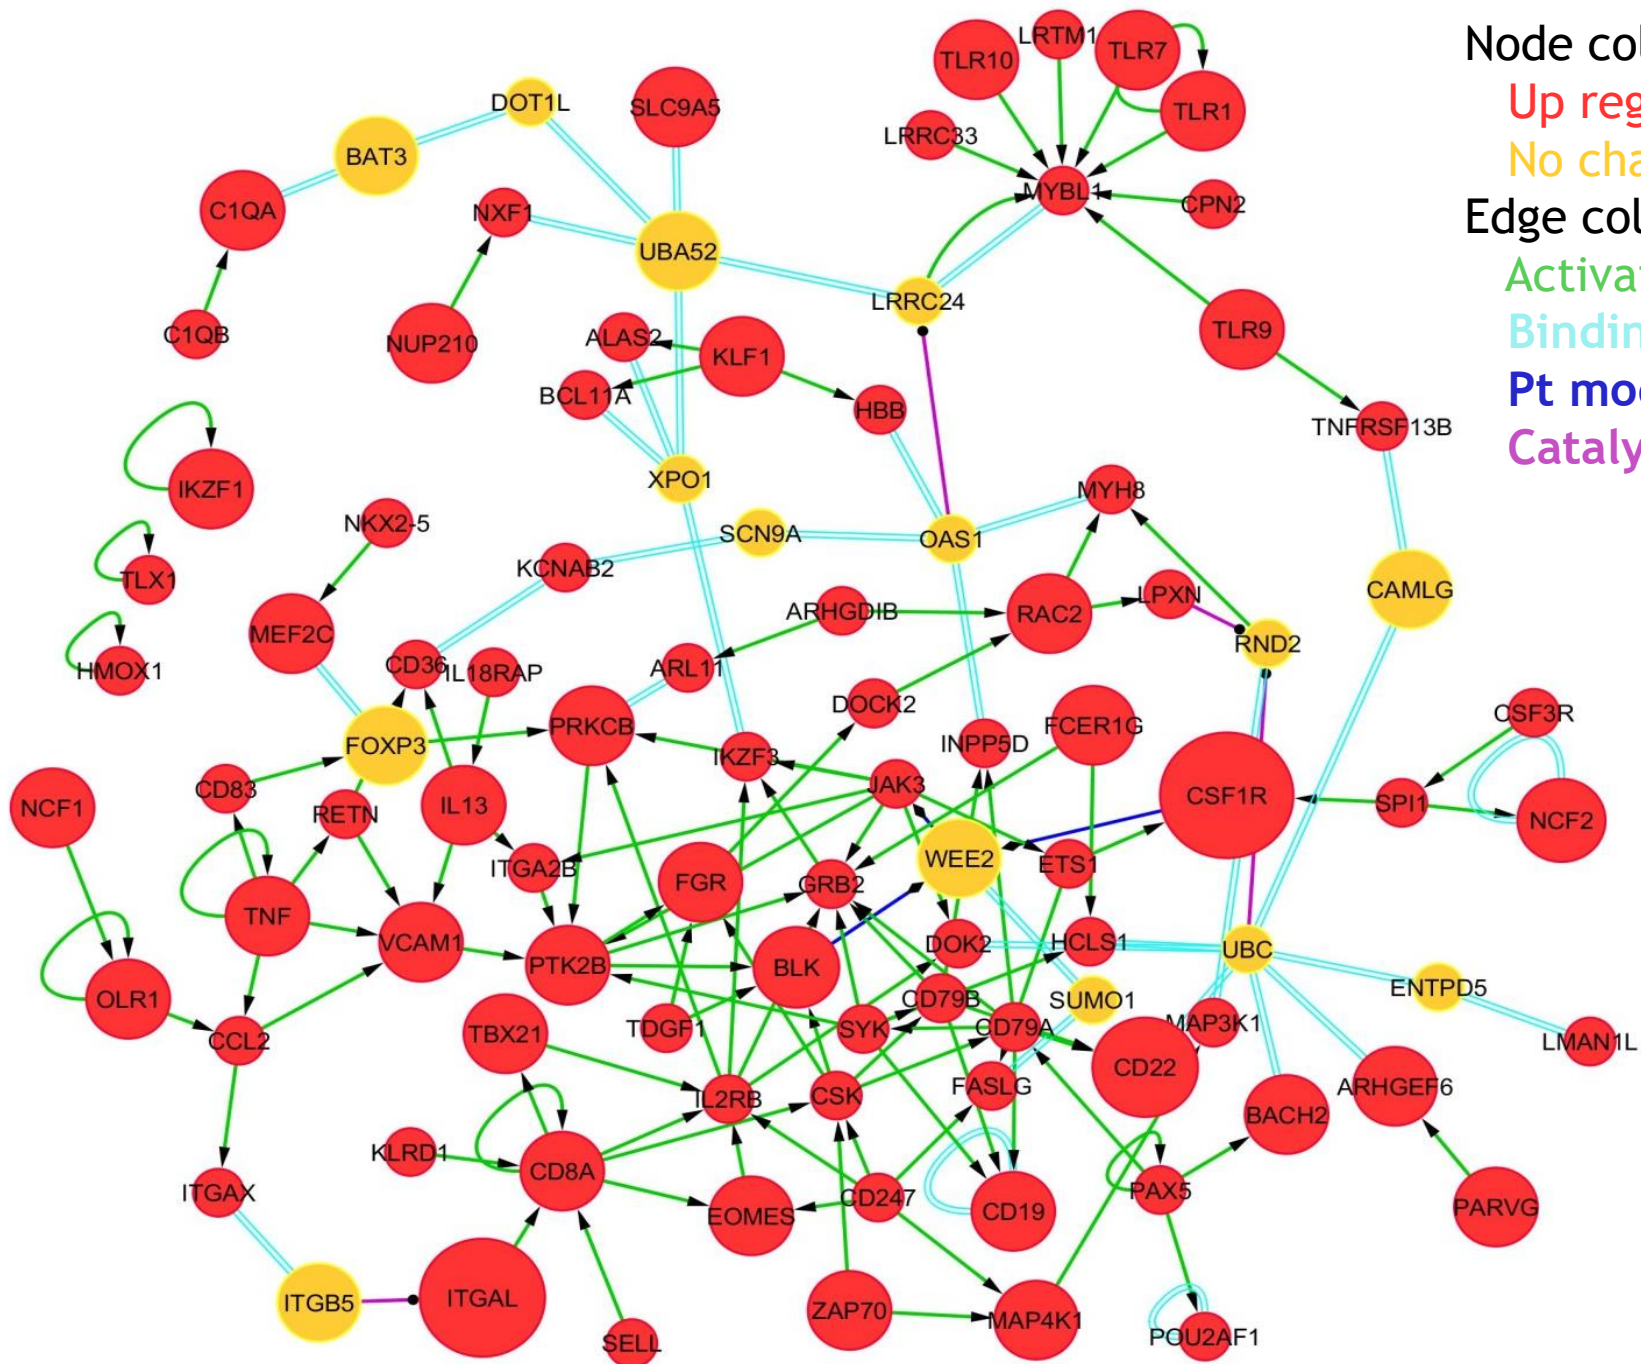 Node col
Up reg
No cha
Edge col
Activa
Bindin
Pt mod
Cataly
TLR10
LRTM1
TLR7
TLR1
DOT1L
SLC9A5
BAT3
LRRC33
MYBL1
CPN2
C1QA
NXF1
UBA52
LRRC24
C1QB
NUP210
ALAS2
KLF1
TLR9
BCL11A
HBB
TNFRSF13B
IKZF1
XPO1
MYH8
NKX2-5
SCN9A
OAS1
TLX1
KCNAB2
CAMLG
MEF2C
ARHGDIB
RAC2
LPXN
RND2
HMOX1
CD36
IL18RAP
ARL11
DOCK2
FCER1G
CSF3R
FOXP3
PRKCB
IKZF3
INPP5D
CD83
JAK3
CSF1R
SPI1
NCF1
RETN
IL13
NCF2
ITGA2B
FGR
GRB2
WEE2
ETS1
TNF
VCAM1
PTK2B
BLK
DOK2
HCLS1
UBC
OLR1
CD79B
SUMO1
ENTPD5
CCL2
TBX21
TDGF1
SYK
CD79A
MAP3K1
LMAN1L
CD22
IL2RB
CSK
FASLG
ARHGEF6
BACH2
KLRD1
CD8A
ITGAX
EOMES
CD247
CD19
PAX5
PARVG
ITGB5
ITGAL
SELL
ZAP70
MAP4K1
POU2AF1